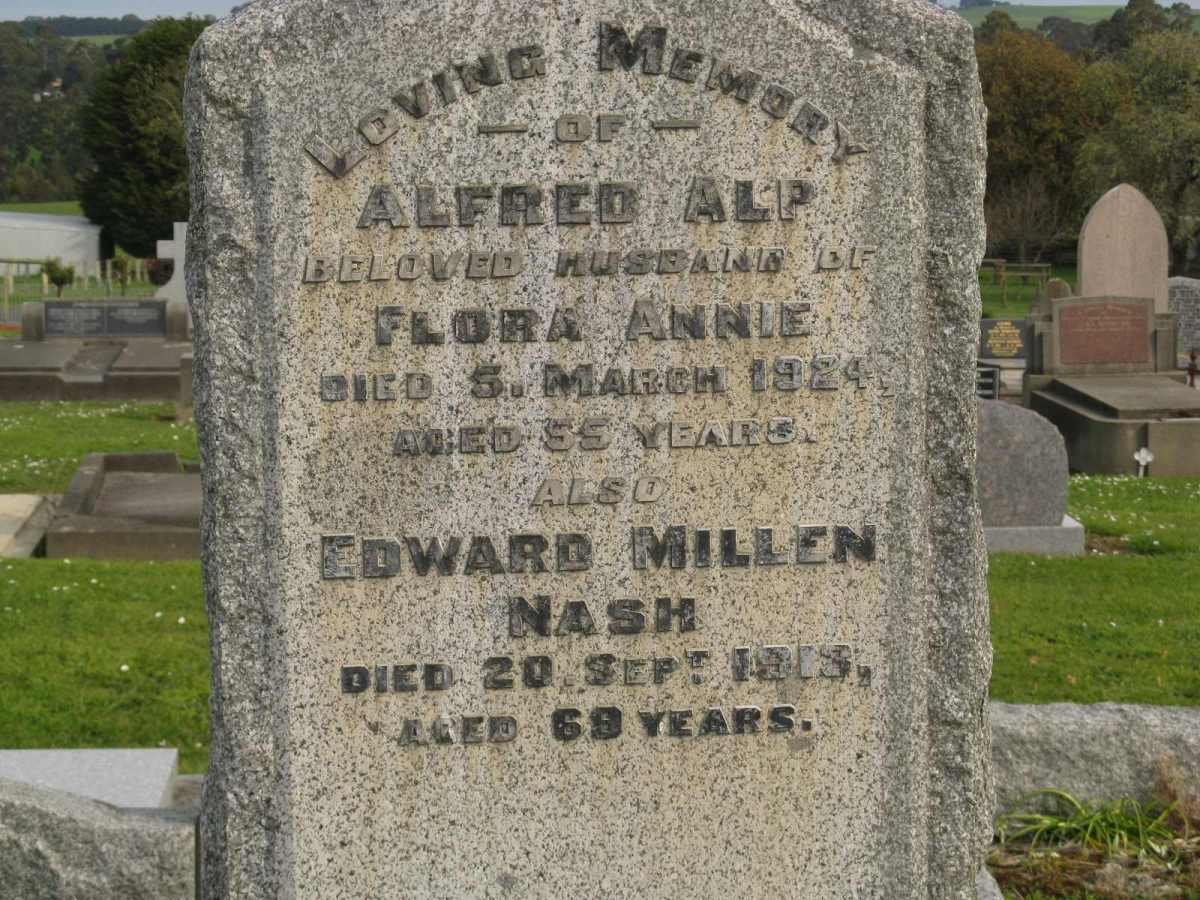 Loving Memory
— OF —
ALFRED ALP
BELOVED HUSBAND OF
FLORA ANNIE
DIED 5. MARCH 1924,
AGED 55 YEARS.
ALSO
EDWARD MILLEN
NASH
DIED 20. SEPT 1913,
AGED 69 YEARS.